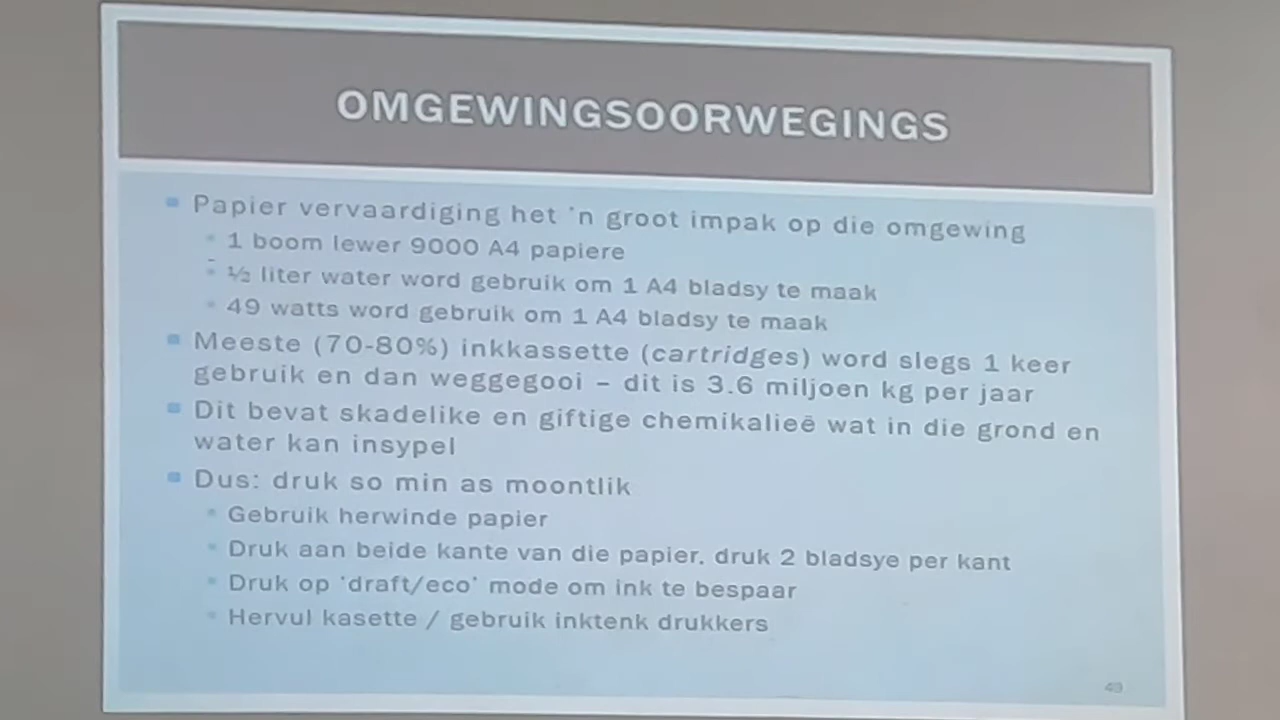 OMGEWINGSOORWEGINGS
Papier vervaardiging het 'n groot impak op die omgewing
1 boom lewer 9000 A4 papiere
½ liter water word gebruik om 1 A4 bladsy te maak
49 watts word gebruik om 1 A4 bladsy te maak
Meeste (70-80%) inkkassette (cartridges) word slegs 1 keer
gebruik en dan weggegooi – dit is 3.6 miljoen kg per jaar
Dit bevat skadelike en giftige chemikalieë wat in die grond en
water kan insypel
Dus: druk so min as moontlik
Gebruik herwinde papier
Druk aan beide kante van die papier, druk 2 bladsye per kant
Druk op 'draft/eco' mode om ink te bespaar
Hervul kasette / gebruik inktenk drukkers